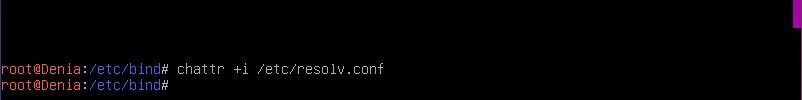 root@Denia:/etc/bind# chattr +i /etc/resolv.conf
root@Denia:/etc/bind#